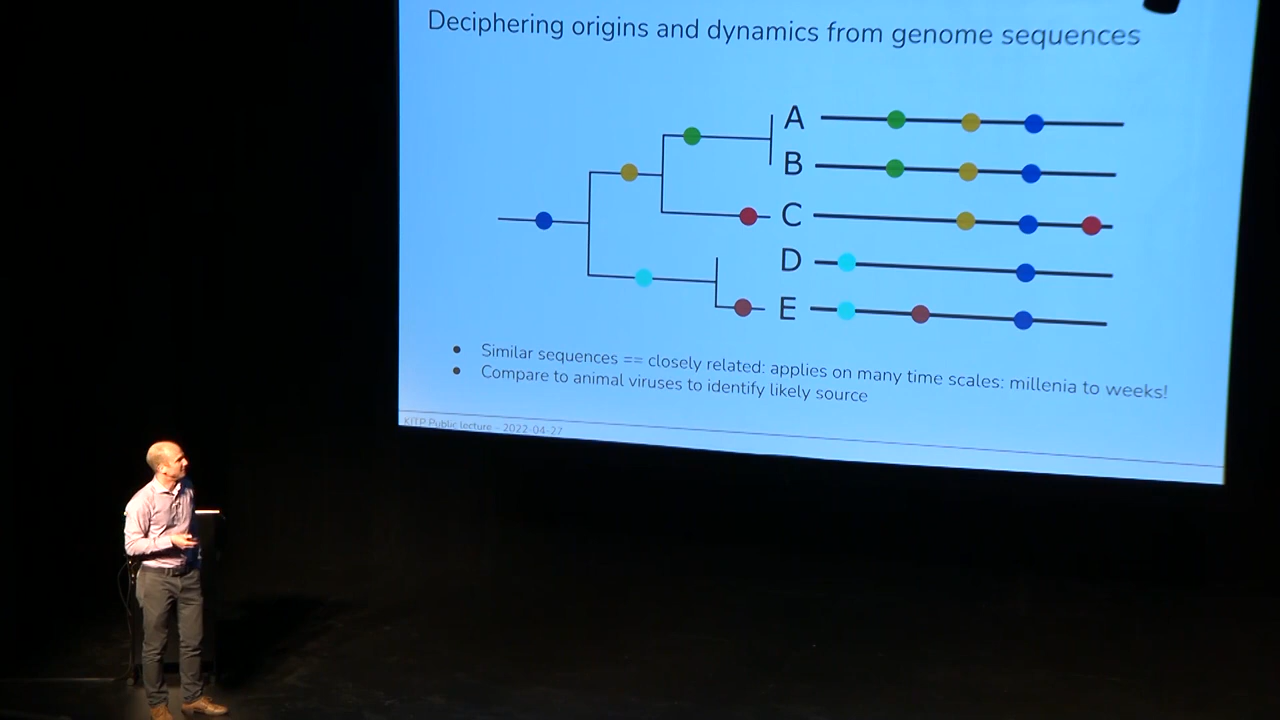 Deciphering origins and dynamics from genome sequences
A
B
C
D
E
● Similar sequences == closely related: applies on many time scales: millenia to weeks!
● Compare to animal viruses to identify likely source
KITP Public lecture - 2022-04-27